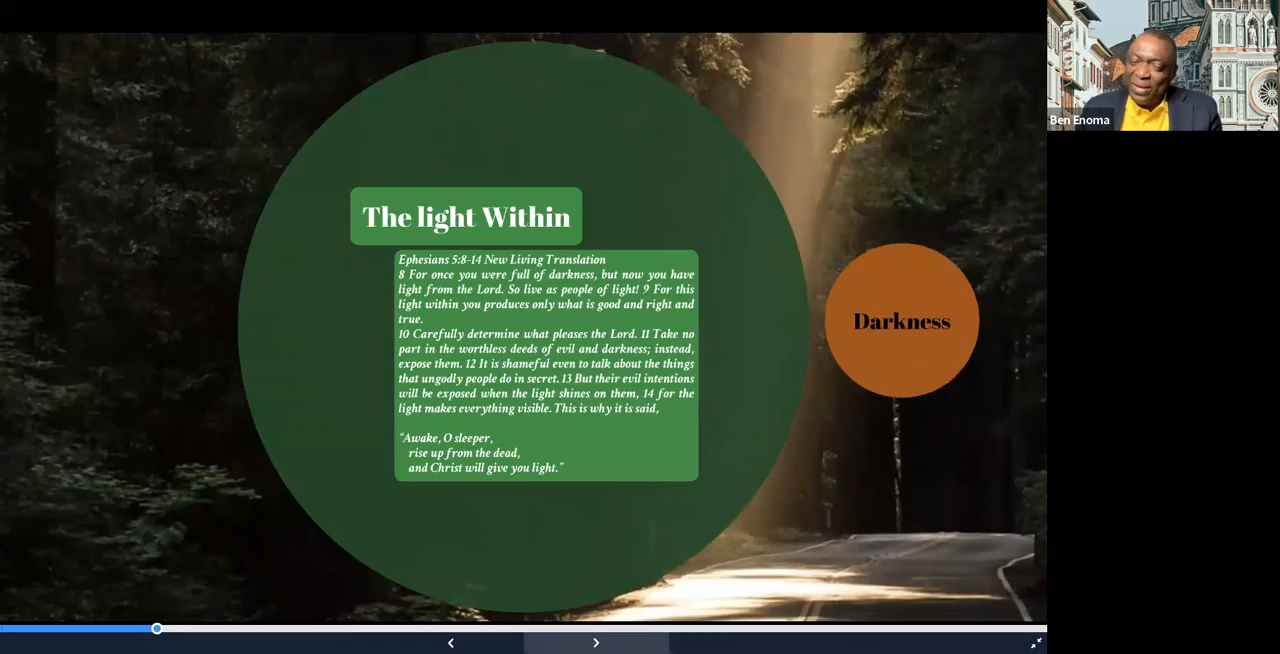 The light Within
Ephesians 5:8-14 New Living Translation
8 For once you were full of darkness, but now you have
light from the Lord. So live as people of light! 9 For this
light within you produces only what is good and right and
true.
10 Carefully determine what pleases the Lord. 11 Take no
part in the worthless deeds of evil and darkness; instead,
expose them. 12 It is shameful even to talk about the things
that ungodly people do in secret. 13 But their evil intentions
will be exposed when the light shines on them, 14 for the
light makes everything visible. This is why it is said,
"Awake, O sleeper,
rise up from the dead,
and Christ will give you light."
Darkness
Ben Enoma